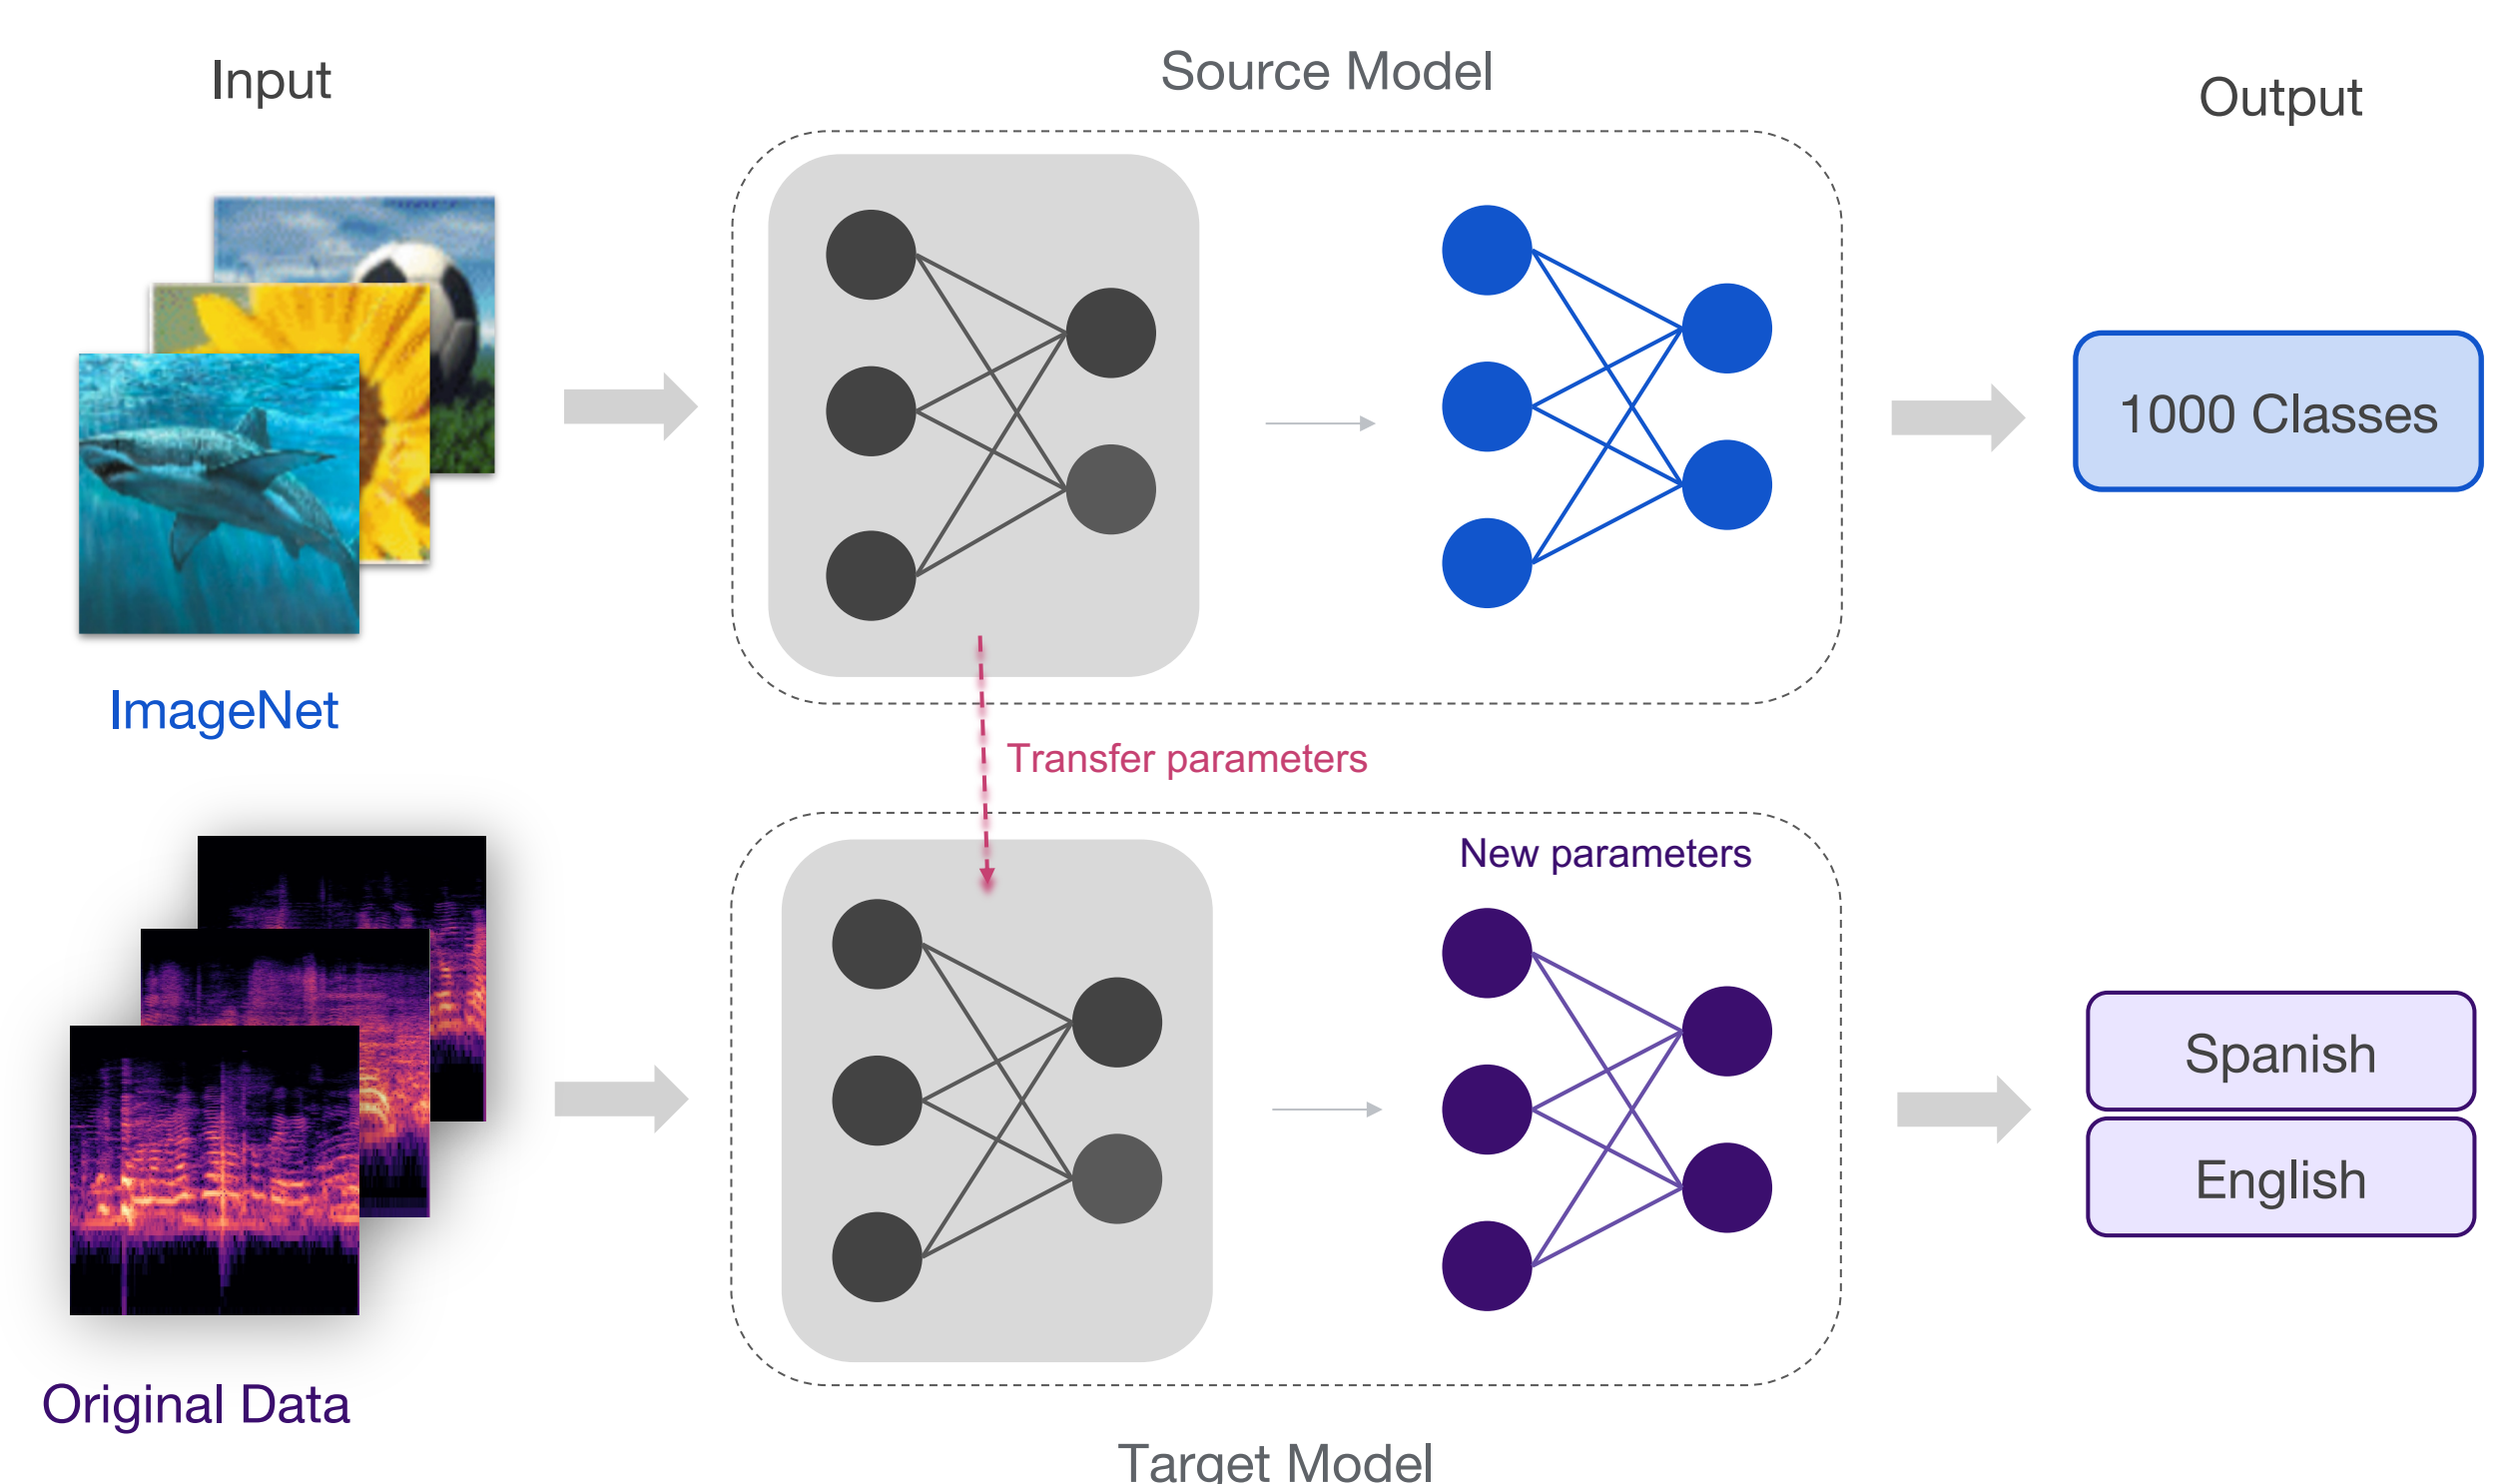 Input
Source Model
Output
1000 Classes
ImageNet
Transfer parameters
New parameters
Spanish
English
Original Data
Target Model